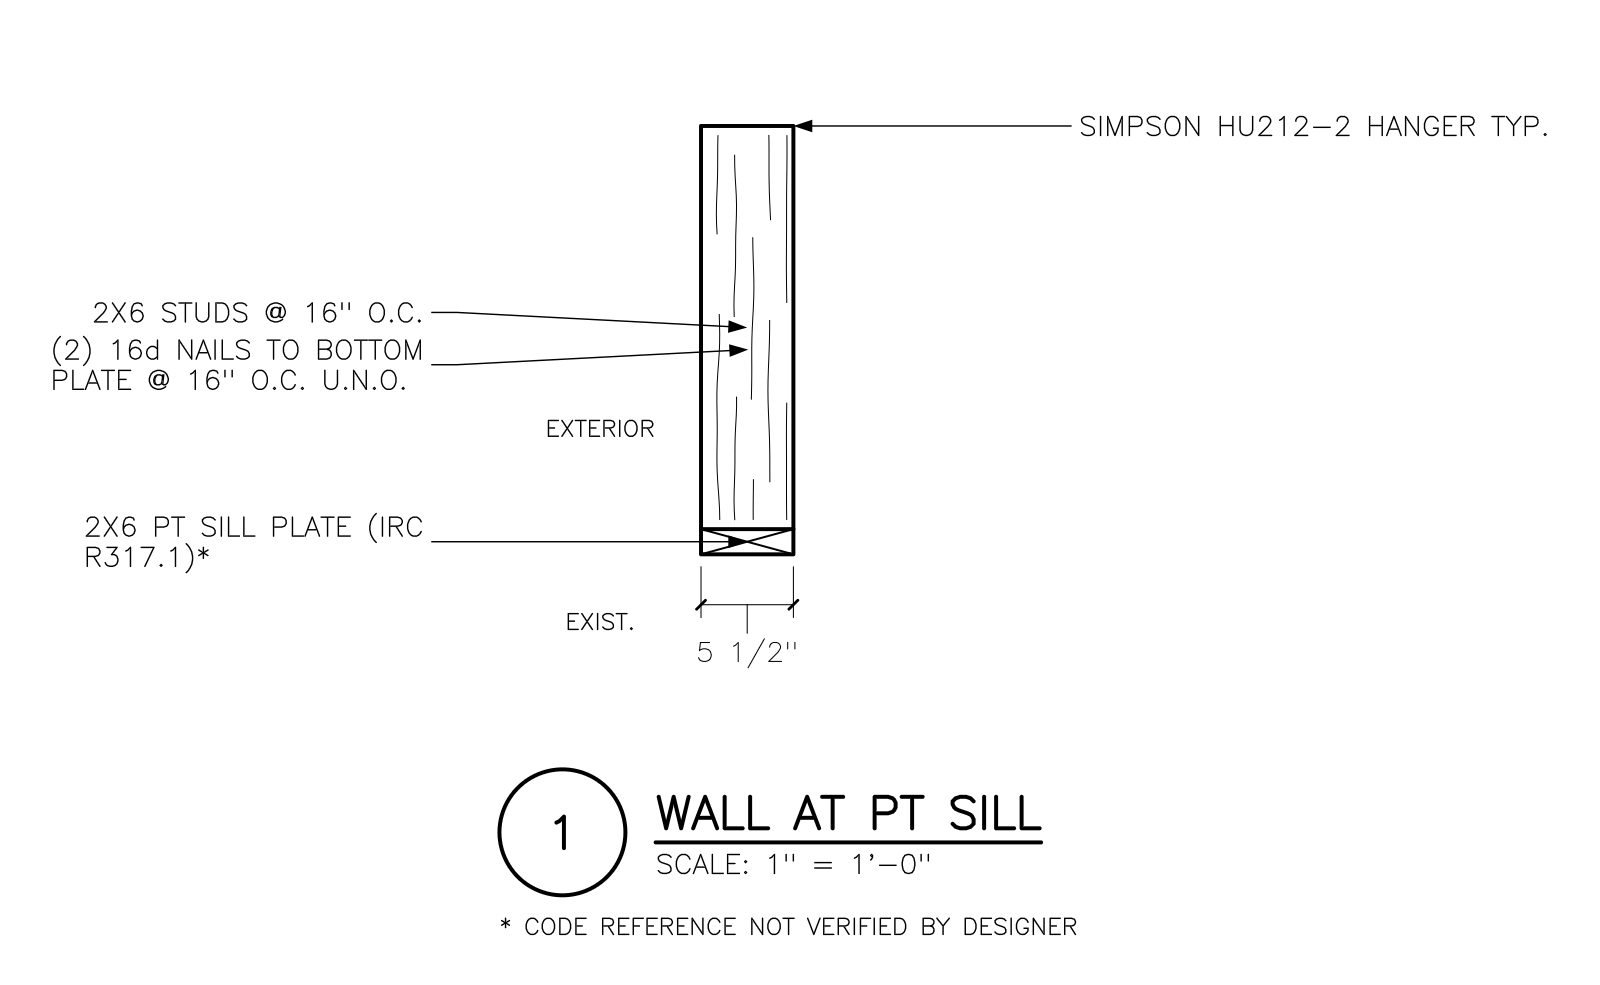 SIMPSON HU212-2 HANGER TYP.
2X6 STUDS @ 16" O.C.
(2) 16d NAILS TO BOTTOM
PLATE @ 16" O.C. U.N.O.
EXTERIOR
2X6 PT SILL PLATE (IRC
R317.1)*
EXIST.
5 1/2"
1
WALL AT PT SILL
SCALE: 1" = 1'-0"
* CODE REFERENCE NOT VERIFIED BY DESIGNER